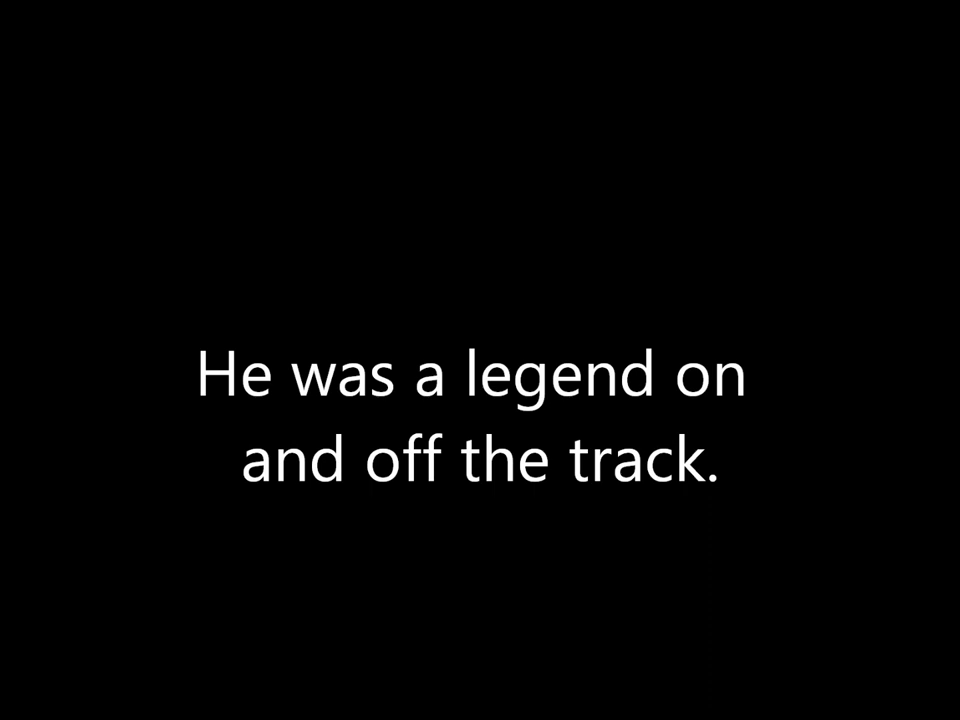 He was a legend on
and off the track.